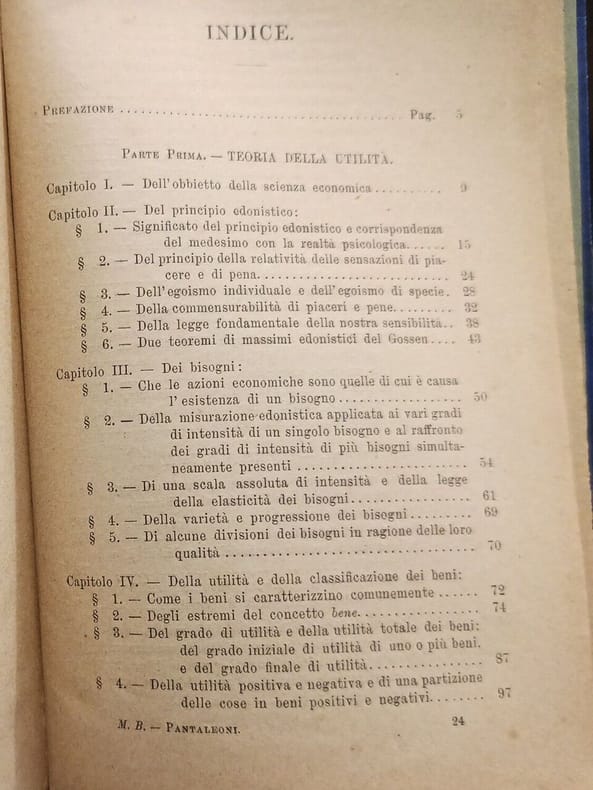 INDICE.
PREFAZIONE ........................................ Pag. 5
PARTE PRIMA. — TEORIA DELLA UTILITÀ.
Capitolo I. — Dell'obbietto della scienza economica .......... 9
Capitolo II. — Del principio edonistico:
§ 1. — Significato del principio edonistico e corrispondenza
del medesimo con la realtà psicologica...... 15
§ 2. — Del principio della relatività delle sensazioni di pia-
cere e di pena............................ 24
§ 3. — Dell'egoismo individuale e dell'egoismo di specie. 28
§ 4. — Della commensurabilità di piaceri e pene......... 32
§ 5. — Della legge fondamentale della nostra sensibilità.. 38
§ 6. — Due teoremi di massimi edonistici del Gossen.... 43
Capitolo III. — Dei bisogni:
§ 1. — Che le azioni economiche sono quelle di cui è causa
l'esistenza di un bisogno .................. 50
§ 2. — Della misurazione edonistica applicata ai vari gradi
di intensità di un singolo bisogno e al raffronto
dei gradi di intensità di più bisogni simulta-
neamente presenti ........................ 54
§ 3. — Di una scala assoluta di intensità e della legge
della elasticità dei bisogni................. 61
§ 4. — Della varietà e progressione dei bisogni ......... 69
§ 5. — Di alcune divisioni dei bisogni in ragione delle loro
qualità ................................... 70
Capitolo IV. — Della utilità e della classificazione dei beni:
§ 1. — Come i beni si caratterizzino comunemente ...... 72
§ 2. — Degli estremi del concetto bene................. 74
§ 3. — Del grado di utilità e della utilità totale dei beni:
del grado iniziale di utilità di uno o più beni.
e del grado finale di utilità................ 87
§ 4. — Della utilità positiva e negativa e di una partizione
delle cose in beni positivi e negativi........ 97
M. B. — PANTALEONI. 24